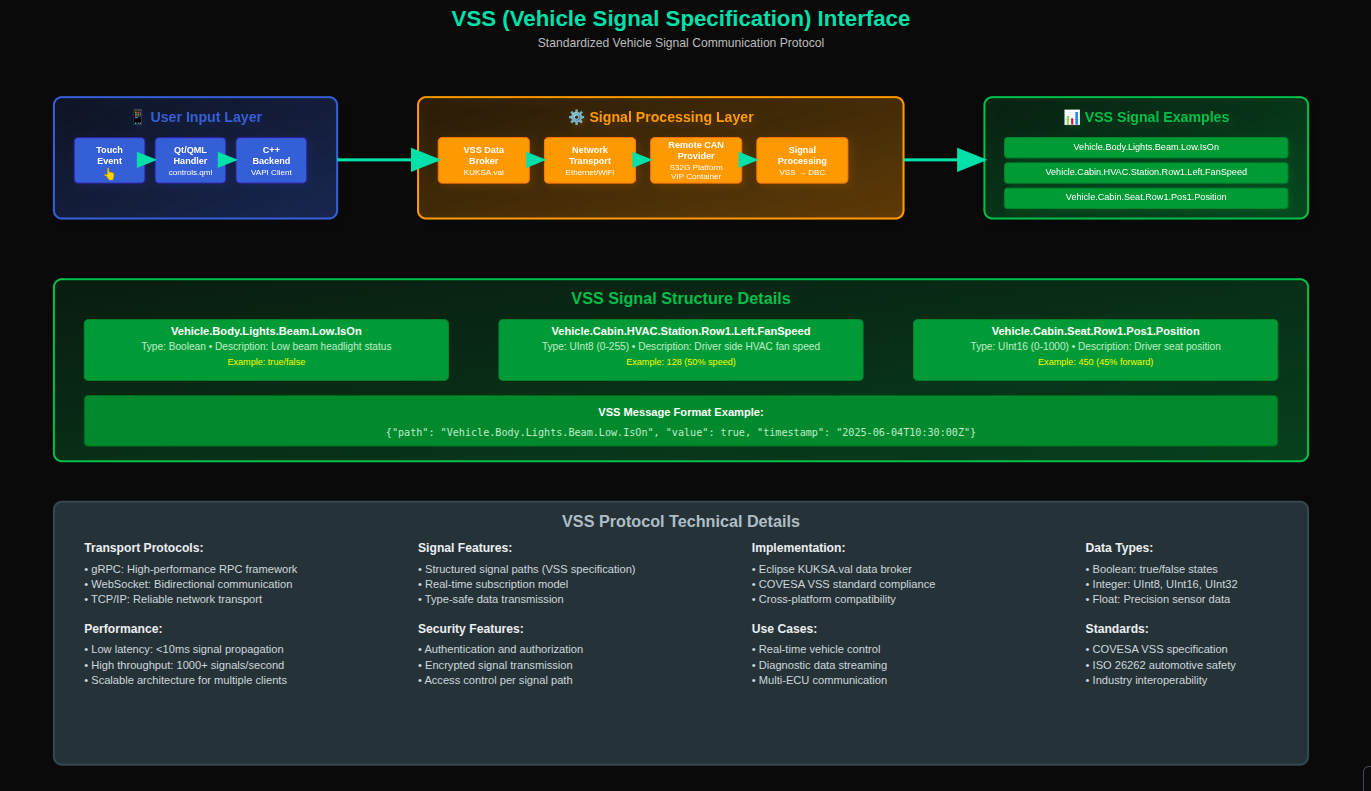 VSS (Vehicle Signal Specification) Interface
Standardized Vehicle Signal Communication Protocol
📱 User Input Layer
Touch
Event
👆
Qt/QML
Handler
controls.qml
C++
Backend
VAPI Client
⚙️ Signal Processing Layer
VSS Data
Broker
KUKSA.val
Network
Transport
Ethernet/WiFi
Remote CAN
Provider
B32G Platform
VIP Container
Signal
Processing
VSS → DBC
📊 VSS Signal Examples
Vehicle.Body.Lights.Beam.Low.IsOn
Vehicle.Cabin.HVAC.Station.Row1.Left.FanSpeed
Vehicle.Cabin.Seat.Row1.Pos1.Position
VSS Signal Structure Details
Vehicle.Body.Lights.Beam.Low.IsOn
Type: Boolean • Description: Low beam headlight status
Example: true/false
Vehicle.Cabin.HVAC.Station.Row1.Left.FanSpeed
Type: UInt8 (0-255) • Description: Driver side HVAC fan speed
Example: 128 (50% speed)
Vehicle.Cabin.Seat.Row1.Pos1.Position
Type: UInt16 (0-1000) • Description: Driver seat position
Example: 450 (45% forward)
VSS Message Format Example:
{"path": "Vehicle.Body.Lights.Beam.Low.IsOn", "value": true, "timestamp": "2025-06-04T10:30:00Z"}
VSS Protocol Technical Details
Transport Protocols:
• gRPC: High-performance RPC framework
• WebSocket: Bidirectional communication
• TCP/IP: Reliable network transport
Signal Features:
• Structured signal paths (VSS specification)
• Real-time subscription model
• Type-safe data transmission
Implementation:
• Eclipse KUKSA.val data broker
• COVESA VSS standard compliance
• Cross-platform compatibility
Data Types:
• Boolean: true/false states
• Integer: UInt8, UInt16, UInt32
• Float: Precision sensor data
Performance:
• Low latency: <10ms signal propagation
• High throughput: 1000+ signals/second
• Scalable architecture for multiple clients
Security Features:
• Authentication and authorization
• Encrypted signal transmission
• Access control per signal path
Use Cases:
• Real-time vehicle control
• Diagnostic data streaming
• Multi-ECU communication
Standards:
• COVESA VSS specification
• ISO 26262 automotive safety
• Industry interoperability